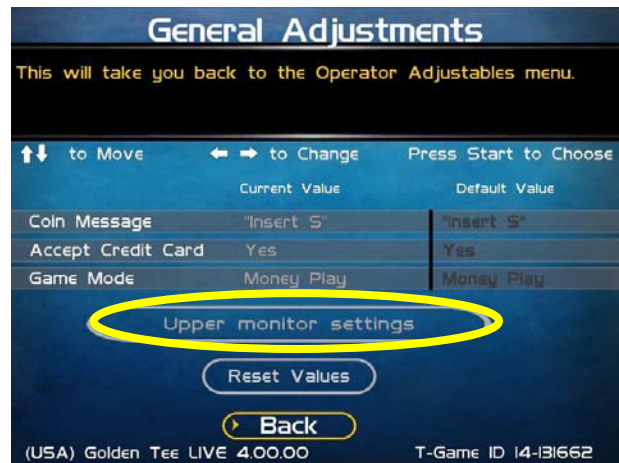 General Adjustments
This will take you back to the Operator Adjustables menu.
to Move to Change Press Start to Choose
Current Value Default Value
Coin Message "Insert $" "Insert $"
Accept Credit Card Yes Yes
Game Mode Money Play Money Play
Upper monitor settings
Reset Values
Back
(USA) Golden Tee LIVE 4.00.00 T-Game ID 14-131662